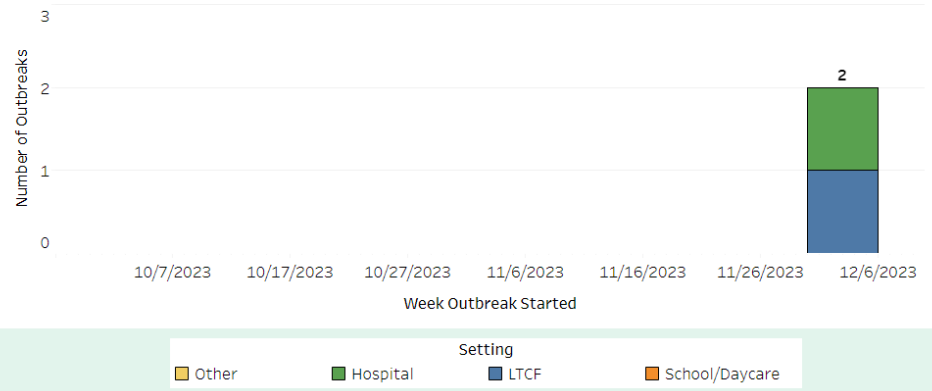 3
2
2
1
0
Number of Outbreaks
10/7/2023 10/17/2023 10/27/2023 11/6/2023 11/16/2023 11/26/2023 12/6/2023
Week Outbreak Started
Setting
Other Hospital LTCF School/Daycare